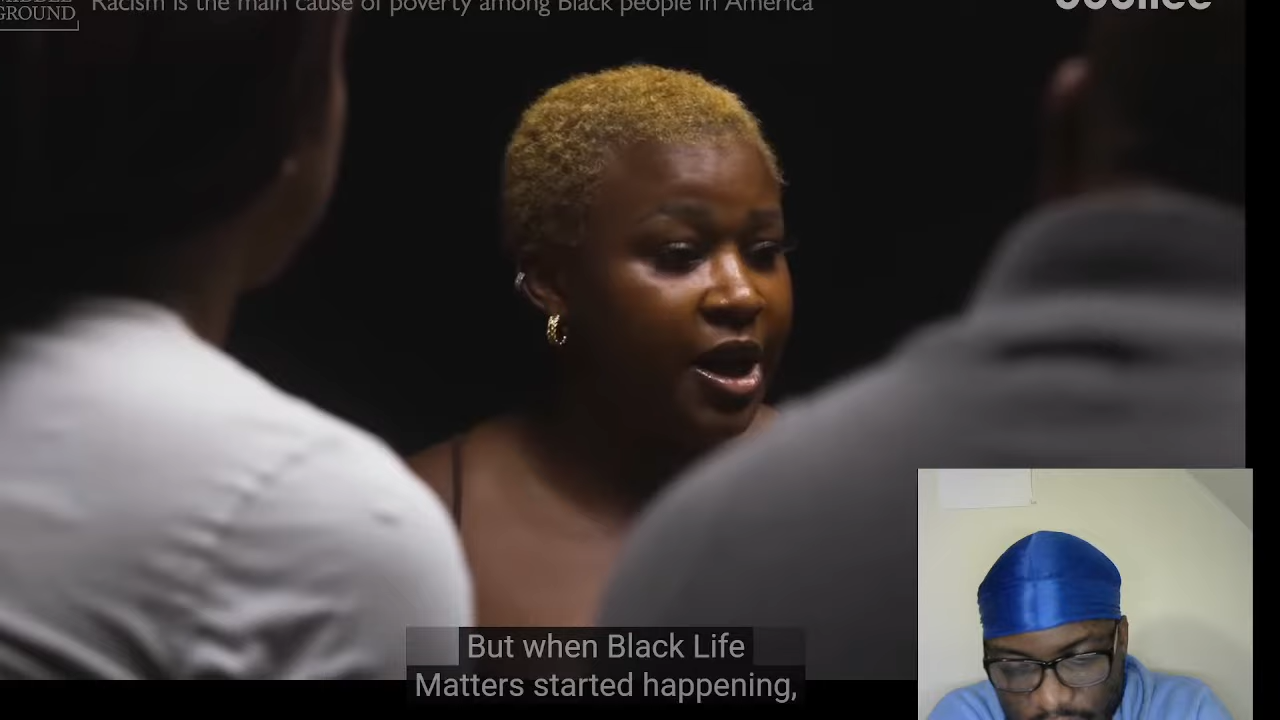 GROUND
Racism is the main cause of poverty among Black people in America
But when Black Life
Matters started happening,